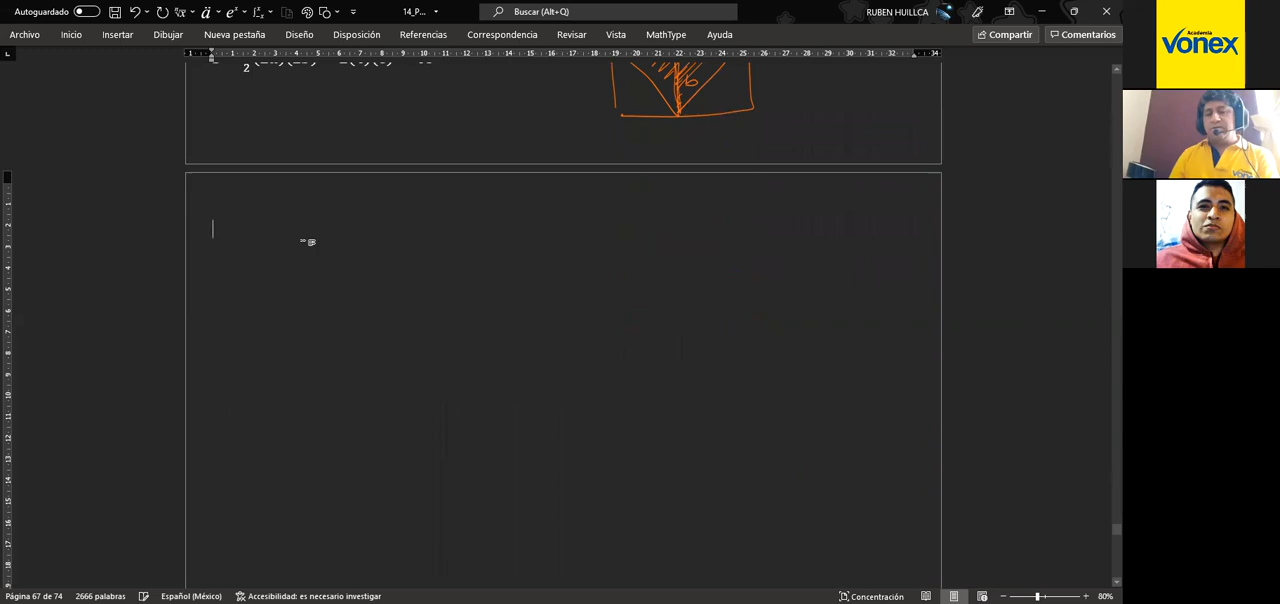 Autoguardado
14_P...
Buscar (Alt+Q)
RUBEN HUILLCA
Archivo
Inicio
Insertar
Dibujar
Nueva pestaña
Diseño
Disposición
Referencias
Correspondencia
Revisar
Vista
MathType
Ayuda
Compartir
Comentarios
Academia
Vonex
6
2
Página 67 de 74
2666 palabras
Español (México)
Accesibilidad: es necesario investigar
Concentración
80%